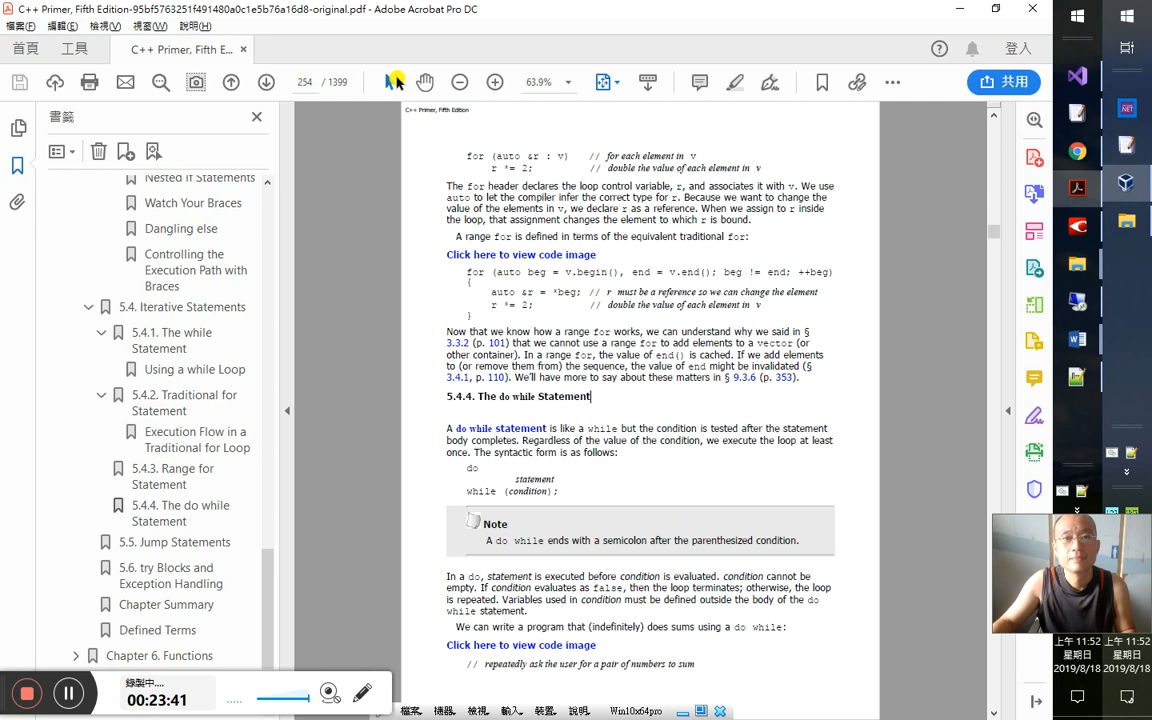 C++ Primer, Fifth Edition-95bf5763251f491480a0c1e5b76a16d8-original.pdf - Adobe Acrobat Pro DC
檔案(F) 編輯(E) 檢視(V) 視窗(W) 說明(H)
首頁 工具 C++ Primer, Fifth E... × 登入
254 / 1399 63.9% 共用
書籤
Nested if Statements
Watch Your Braces
Dangling else
Controlling the
Execution Path with
Braces
5.4. Iterative Statements
5.4.1. The while
Statement
Using a while Loop
5.4.2. Traditional for
Statement
Execution Flow in a
Traditional for Loop
5.4.3. Range for
Statement
5.4.4. The do while
Statement
5.5. Jump Statements
5.6. try Blocks and
Exception Handling
Chapter Summary
Defined Terms
Chapter 6. Functions
C++ Primer, Fifth Edition
for (auto &r : v) // for each element in v
r *= 2; // double the value of each element in v
The for header declares the loop control variable, r, and associates it with v. We use
auto to let the compiler infer the correct type for r. Because we want to change the
value of the elements in v, we declare r as a reference. When we assign to r inside
the loop, that assignment changes the element to which r is bound.
A range for is defined in terms of the equivalent traditional for:
Click here to view code image
for (auto beg = v.begin(), end = v.end(); beg != end; ++beg)
{
auto &r = *beg; // r must be a reference so we can change the element
r *= 2; // double the value of each element in v
}
Now that we know how a range for works, we can understand why we said in §
3.3.2 (p. 101) that we cannot use a range for to add elements to a vector (or
other container). In a range for, the value of end() is cached. If we add elements
to (or remove them from) the sequence, the value of end might be invalidated (§
3.4.1, p. 110). We'll have more to say about these matters in § 9.3.6 (p. 353).
5.4.4. The do while Statement
A do while statement is like a while but the condition is tested after the statement
body completes. Regardless of the value of the condition, we execute the loop at least
once. The syntactic form is as follows:
do
statement
while (condition);
Note
A do while ends with a semicolon after the parenthesized condition.
In a do, statement is executed before condition is evaluated. condition cannot be
empty. If condition evaluates as false, then the loop terminates; otherwise, the loop
is repeated. Variables used in condition must be defined outside the body of the do
while statement.
We can write a program that (indefinitely) does sums using a do while:
Click here to view code image
// repeatedly ask the user for a pair of numbers to sum
錄製中....
00:23:41
檔案. 機器. 檢視. 輸入. 裝置. 說明. Win10x64pro
.NET
上午 11:52 上午 11:52
星期日 星期日
2019/8/18 2019/8/18